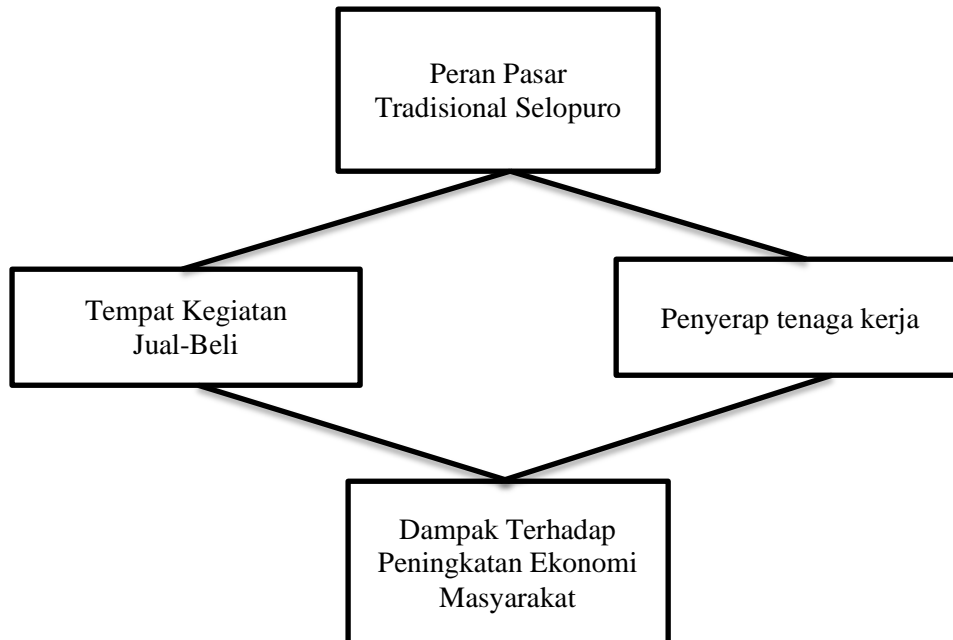 Peran Pasar
Tradisional Selopuro
Tempat Kegiatan
Jual-Beli
Penyerap tenaga kerja
Dampak Terhadap
Peningkatan Ekonomi
Masyarakat